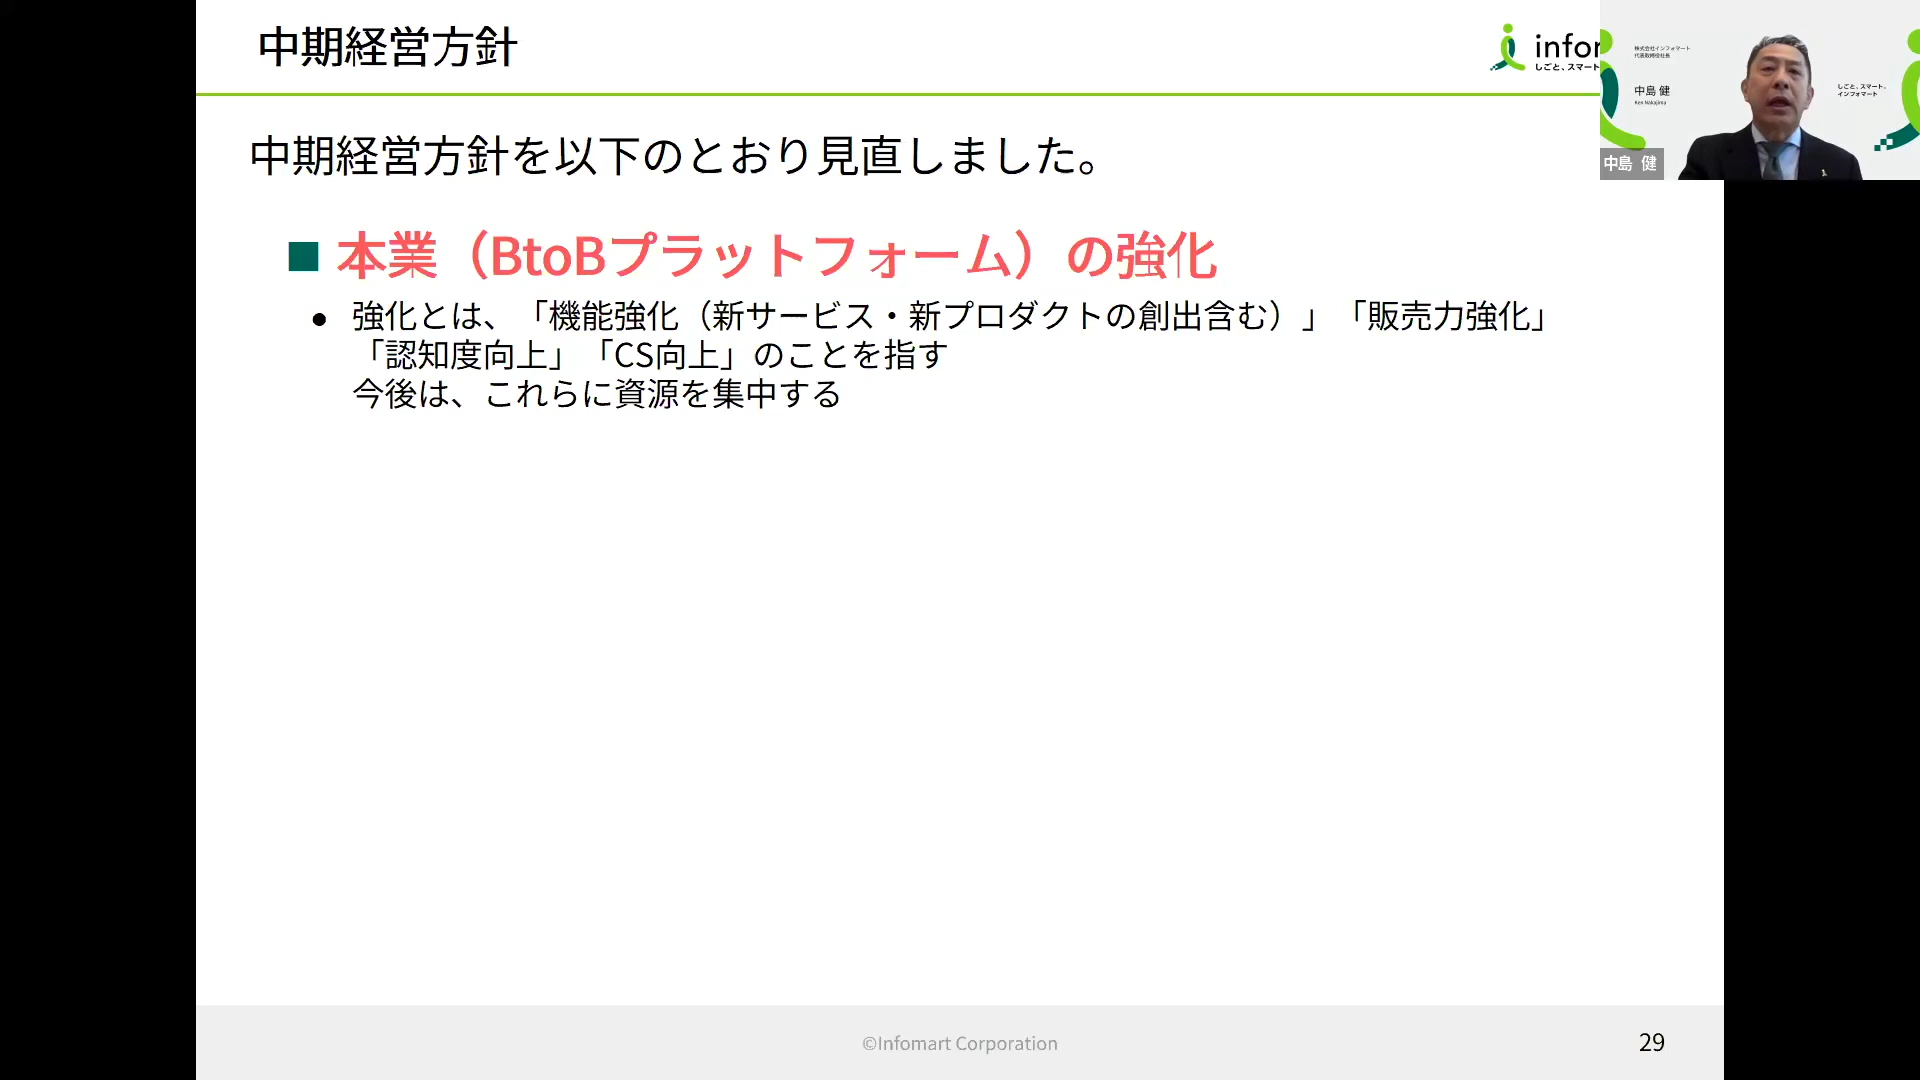 中期経営方針
infor
しごと、スマート
株式会社インフォマート
代表取締役社長
中島 健
Ken Nakajima
しごと、スマート。
インフォマート
中島 健
中期経営方針を以下のとおり見直しました。
■ 本業（BtoBプラットフォーム）の強化
● 強化とは、「機能強化（新サービス・新プロダクトの創出含む）」「販売力強化」
「認知度向上」「CS向上」のことを指す
今後は、これらに資源を集中する
©Infomart Corporation
29